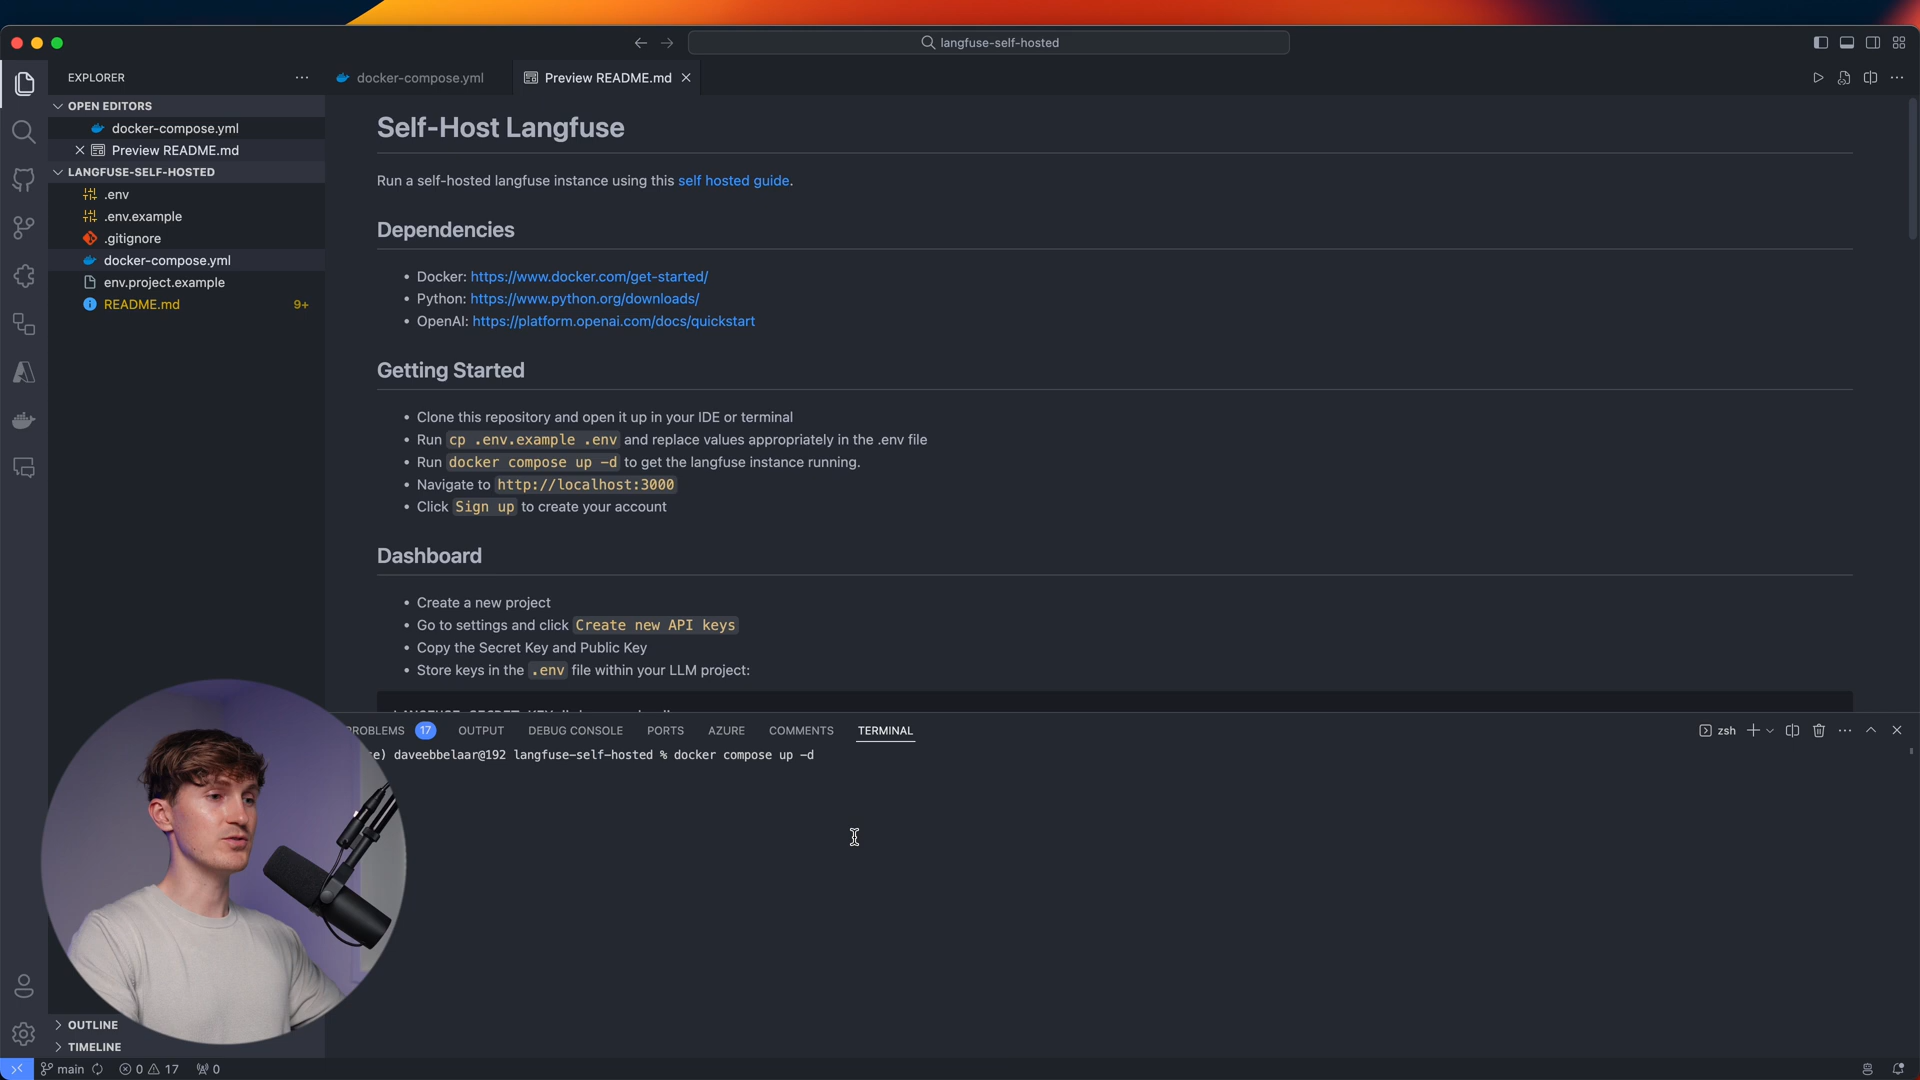 langfuse-self-hosted
EXPLORER
OPEN EDITORS
docker-compose.yml
Preview README.md
LANGFUSE-SELF-HOSTED
.env
.env.example
.gitignore
docker-compose.yml
env.project.example
README.md 9+
OUTLINE
TIMELINE
docker-compose.yml
Preview README.md
Self-Host Langfuse
Run a self-hosted langfuse instance using this self hosted guide.
Dependencies
• Docker: https://www.docker.com/get-started/
• Python: https://www.python.org/downloads/
• OpenAI: https://platform.openai.com/docs/quickstart
Getting Started
• Clone this repository and open it up in your IDE or terminal
• Run cp .env.example .env and replace values appropriately in the .env file
• Run docker compose up -d to get the langfuse instance running.
• Navigate to http://localhost:3000
• Click Sign up to create your account
Dashboard
• Create a new project
• Go to settings and click Create new API keys
• Copy the Secret Key and Public Key
• Store keys in the .env file within your LLM project:
ROBLEMS 17 OUTPUT DEBUG CONSOLE PORTS AZURE COMMENTS TERMINAL zsh
e) daveebbelaar@192 langfuse-self-hosted % docker compose up -d
main 0 17 0